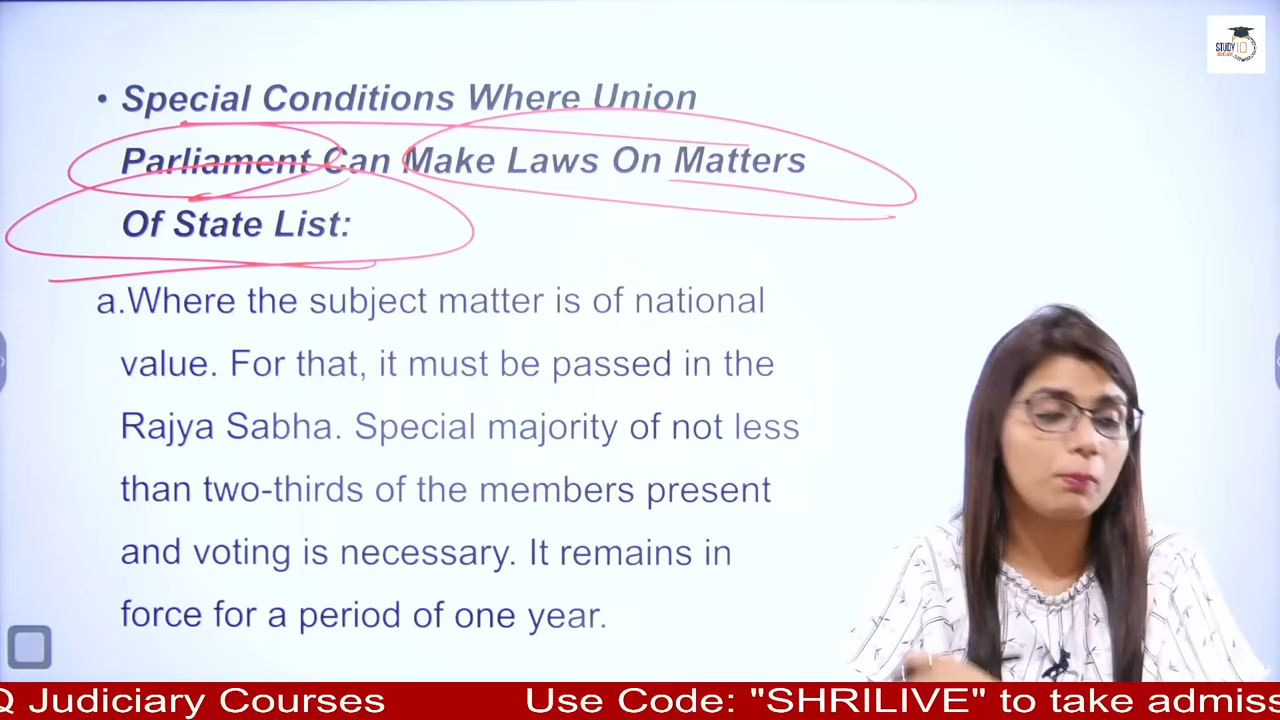 STUDY IQ
JUDICIARY
• Special Conditions Where Union
Parliament Can Make Laws On Matters
Of State List:
a.Where the subject matter is of national
value. For that, it must be passed in the
Rajya Sabha. Special majority of not less
than two-thirds of the members present
and voting is necessary. It remains in
force for a period of one year.
Q Judiciary Courses Use Code: "SHRILIVE" to take admiss